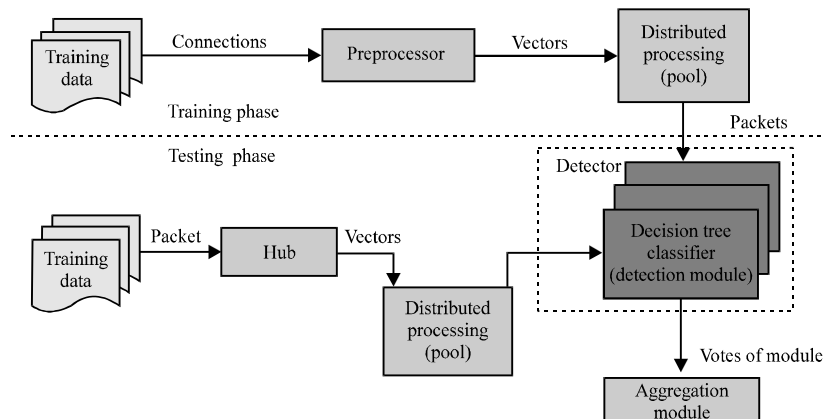 Training
data
Connections
Preprocessor
Vectors
Distributed
processing
(pool)
Training phase
Packets
Testing phase
Detector
Training
data
Packet
Hub
Vectors
Distributed
processing
(pool)
Decision tree
classifier
(detection module)
Votes of module
Aggregation
module